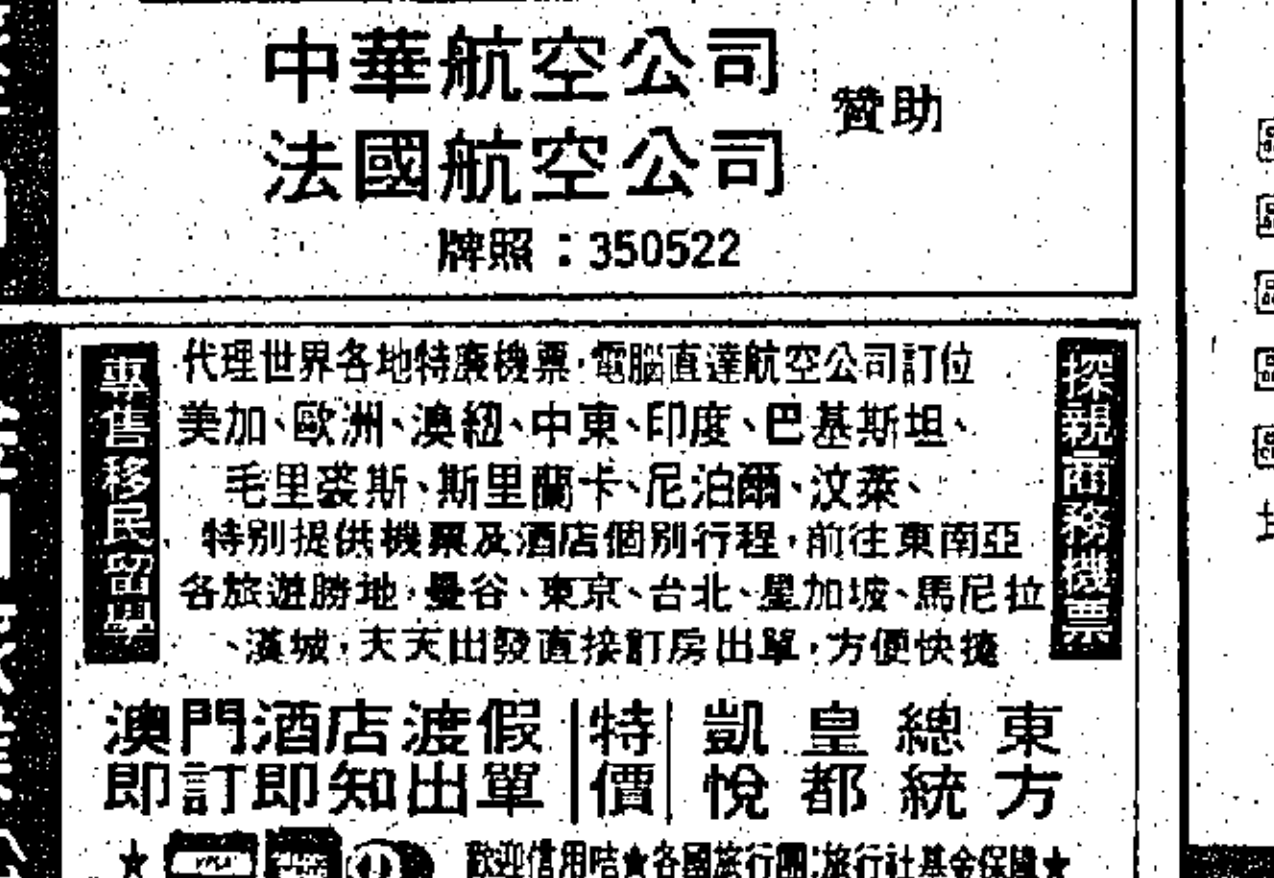 中華航空公司
法國航空公司
贊助
牌照：350522
專售移民留學
代理世界各地特廉機票，電腦直達航空公司訂位
美加、歐洲、澳紐、中東、印度、巴基斯坦、
毛里裘斯、斯里蘭卡、尼泊爾、汶萊、
特別提供機票及酒店個別行程，前往東南亞
各旅遊勝地，曼谷、東京、台北、星加坡、馬尼拉
、漢城，天天出發直接訂房出單，方便快捷
探親商務機票
澳門酒店渡假
即訂即知出單
特價
凱悅
皇都
總統
東方
★ VISA
歡迎信用咭★各國旅行團，旅行社基金保障★